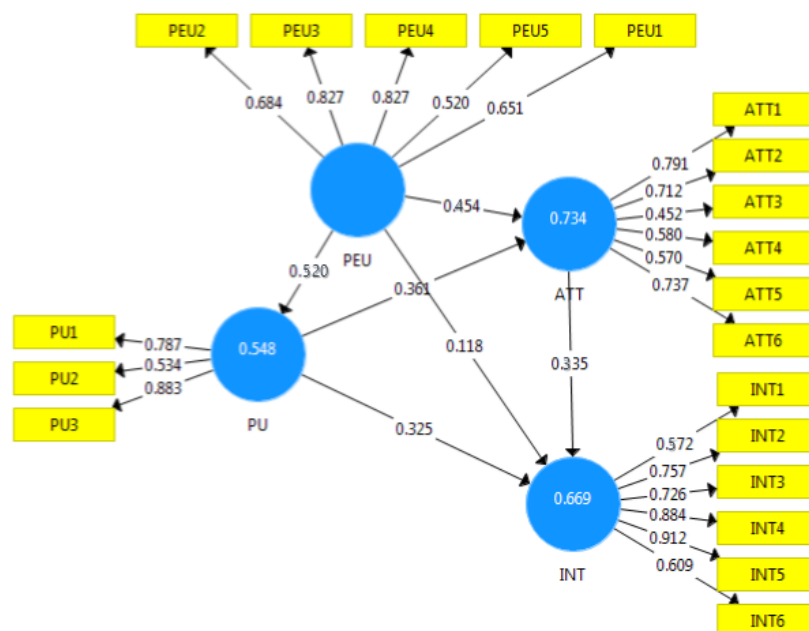 PEU2 PEU3 PEU4 PEU5 PEU1
0.684 0.827 0.827 0.520 0.651
ATT1
ATT2
ATT3
ATT4
ATT5
ATT6
0.791
0.712
0.452
0.580
0.570
0.737
0.454
0.734
PEU
ATT
0.520
0.361
0.118
0.335
PU1
PU2
PU3
0.787
0.534
0.883
0.548
PU
0.325
INT1
INT2
INT3
INT4
INT5
INT6
0.572
0.757
0.726
0.884
0.912
0.609
0.669
INT